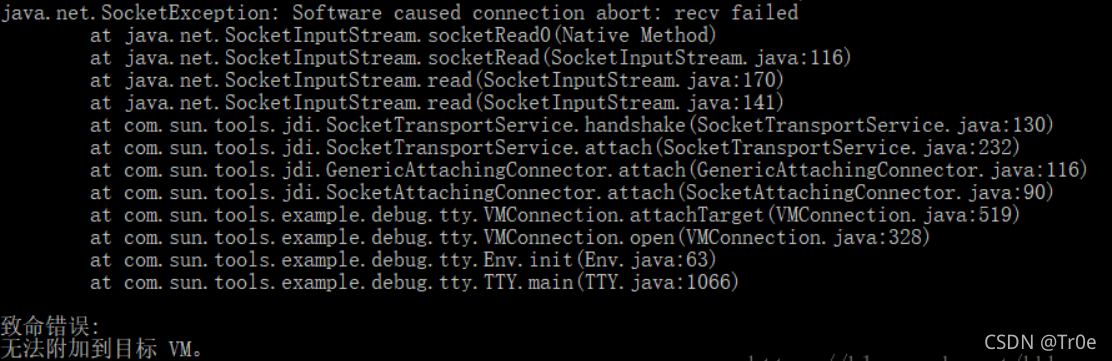 java.net.SocketException: Software caused connection abort: recv failed
at java.net.SocketInputStream.socketRead0(Native Method)
at java.net.SocketInputStream.socketRead(SocketInputStream.java:116)
at java.net.SocketInputStream.read(SocketInputStream.java:170)
at java.net.SocketInputStream.read(SocketInputStream.java:141)
at com.sun.tools.jdi.SocketTransportService.handshake(SocketTransportService.java:130)
at com.sun.tools.jdi.SocketTransportService.attach(SocketTransportService.java:232)
at com.sun.tools.jdi.GenericAttachingConnector.attach(GenericAttachingConnector.java:116)
at com.sun.tools.jdi.SocketAttachingConnector.attach(SocketAttachingConnector.java:90)
at com.sun.tools.example.debug.tty.VMConnection.attachTarget(VMConnection.java:519)
at com.sun.tools.example.debug.tty.VMConnection.open(VMConnection.java:328)
at com.sun.tools.example.debug.tty.Env.init(Env.java:63)
at com.sun.tools.example.debug.tty.TTY.main(TTY.java:1066)
致命错误:
无法附加到目标 VM。
CSDN @Tr0e